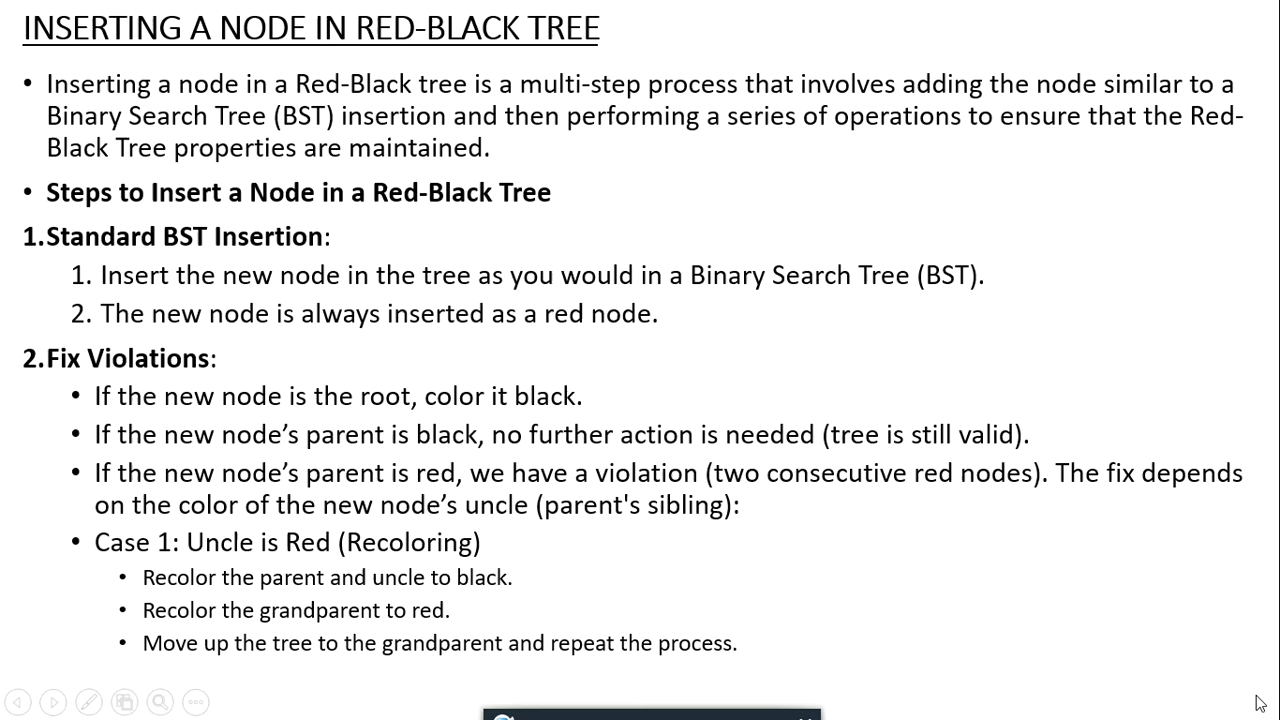 INSERTING A NODE IN RED-BLACK TREE
• Inserting a node in a Red-Black tree is a multi-step process that involves adding the node similar to a
Binary Search Tree (BST) insertion and then performing a series of operations to ensure that the Red-
Black Tree properties are maintained.
• Steps to Insert a Node in a Red-Black Tree
1.Standard BST Insertion:
1. Insert the new node in the tree as you would in a Binary Search Tree (BST).
2. The new node is always inserted as a red node.
2.Fix Violations:
• If the new node is the root, color it black.
• If the new node’s parent is black, no further action is needed (tree is still valid).
• If the new node’s parent is red, we have a violation (two consecutive red nodes). The fix depends
on the color of the new node’s uncle (parent's sibling):
• Case 1: Uncle is Red (Recoloring)
• Recolor the parent and uncle to black.
• Recolor the grandparent to red.
• Move up the tree to the grandparent and repeat the process.